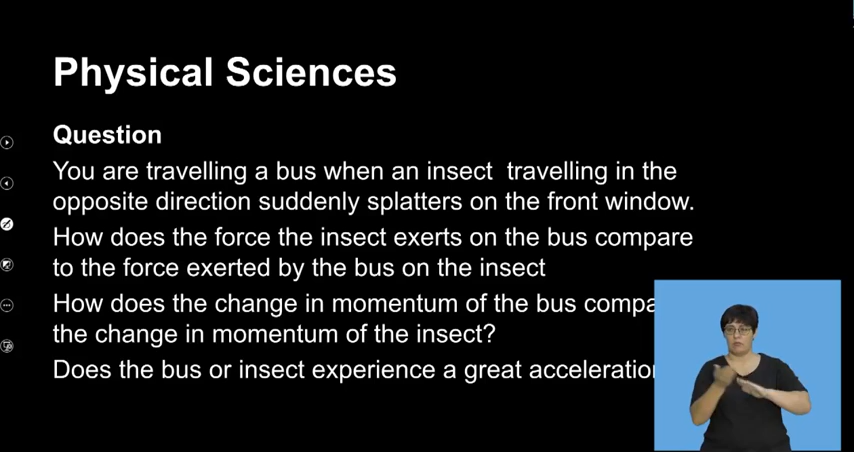 Physical Sciences
Question
You are travelling a bus when an insect travelling in the
opposite direction suddenly splatters on the front window.
How does the force the insect exerts on the bus compare
to the force exerted by the bus on the insect
How does the change in momentum of the bus
the change in momentum of the insect?
Does the bus or insect experience a great